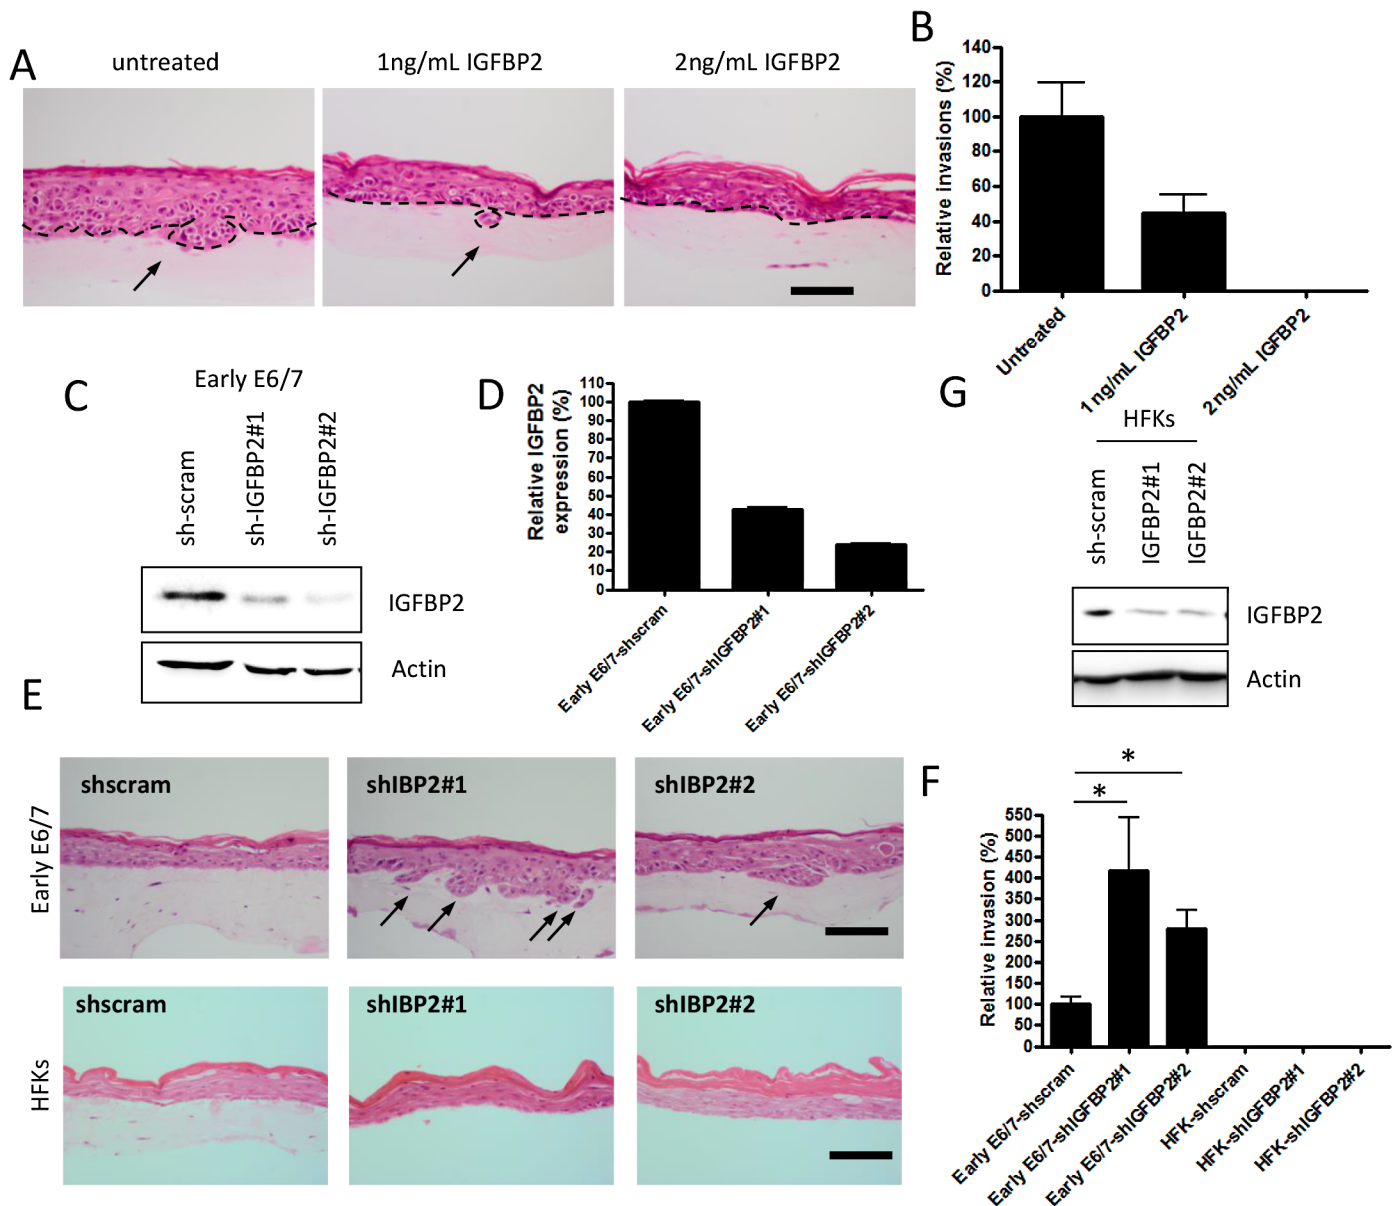 A
untreated
1ng/mL IGFBP2
2ng/mL IGFBP2
B
Relative invasions (%)
140
120
100
80
60
40
20
0
Untreated
1ng/mL IGFBP2
2ng/mL IGFBP2
C
Early E6/7
sh-scram
sh-IGFBP2#1
sh-IGFBP2#2
IGFBP2
Actin
D
Relative IGFBP2
expression (%)
110
100
90
80
70
60
50
40
30
20
10
0
Early E6/7-shscram
Early E6/7-shIGFBP2#1
Early E6/7-shIGFBP2#2
G
HFKs
sh-scram
IGFBP2#1
IGFBP2#2
IGFBP2
Actin
E
Early E6/7
shscram
shIBP2#1
shIBP2#2
HFKs
shscram
shIBP2#1
shIBP2#2
F
*
*
Relative invasion (%)
550
500
450
400
350
300
250
200
150
100
50
0
Early E6/7-shscram
Early E6/7-shIGFBP2#1
Early E6/7-shIGFBP2#2
HFK-shscram
HFK-shIGFBP2#1
HFK-shIGFBP2#2